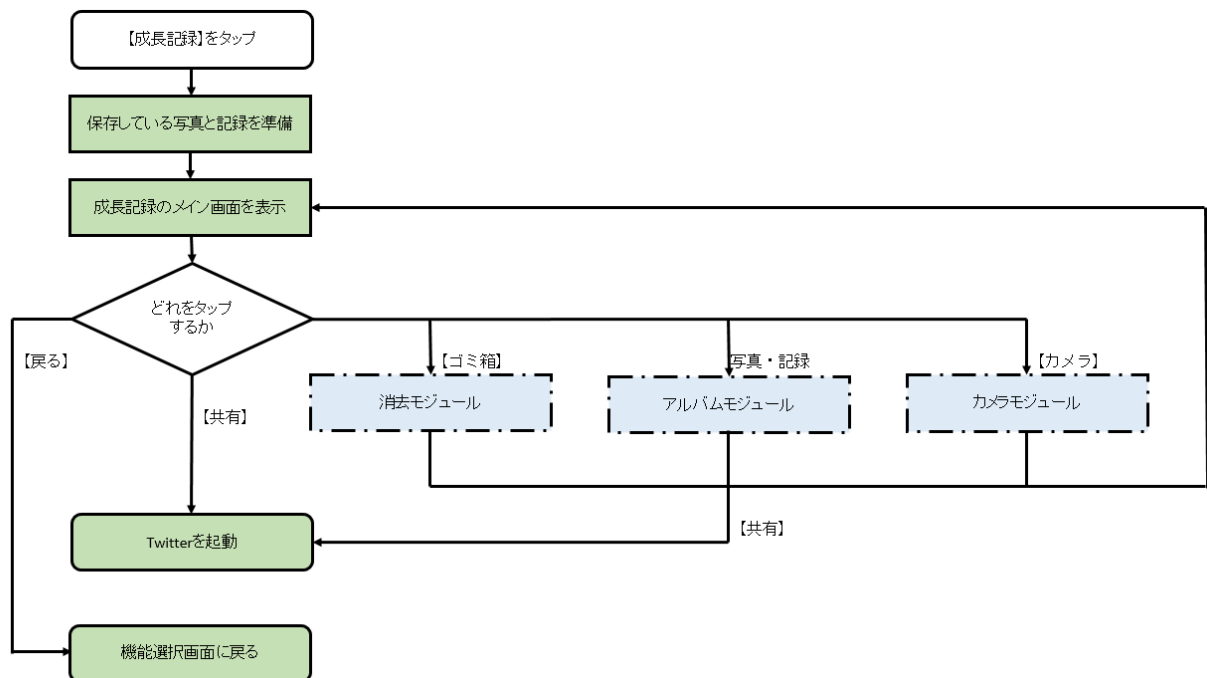 【成長記録】をタップ
保存している写真と記録を準備
成長記録のメイン画面を表示
どれをタップ
するか
【戻る】
【ゴミ箱】
写真・記録
【カメラ】
消去モジュール
アルバムモジュール
カメラモジュール
【共有】
【共有】
Twitterを起動
機能選択画面に戻る